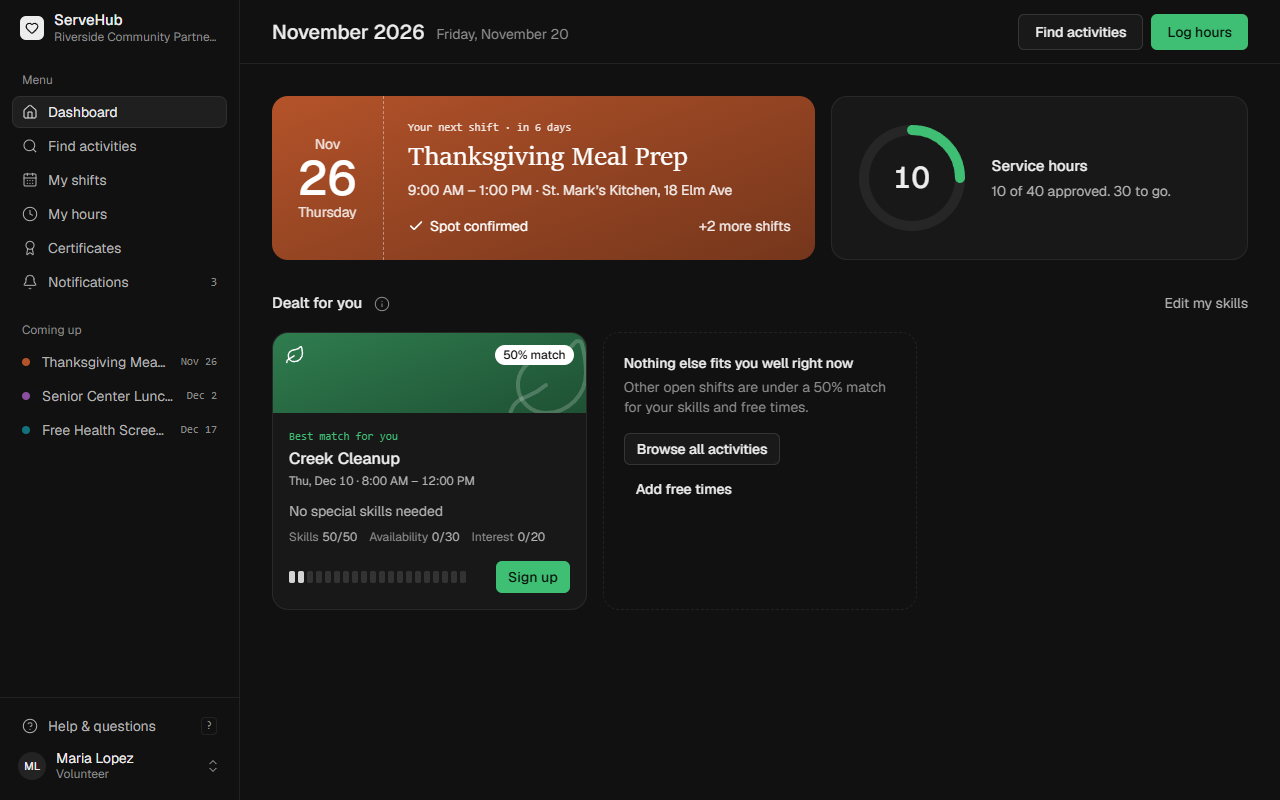 ServeHub
Riverside Community Partne...
Menu
Dashboard
Find activities
My shifts
My hours
Certificates
Notifications 3
Coming up
Thanksgiving Mea... Nov 26
Senior Center Lunc... Dec 2
Free Health Scree... Dec 17
Help & questions ?
ML
Maria Lopez
Volunteer
November 2026 Friday, November 20
Find activities
Log hours
Nov
26
Thursday
Your next shift · in 6 days
Thanksgiving Meal Prep
9:00 AM – 1:00 PM · St. Mark's Kitchen, 18 Elm Ave
Spot confirmed
+2 more shifts
10
Service hours
10 of 40 approved. 30 to go.
Dealt for you
Edit my skills
50% match
Best match for you
Creek Cleanup
Thu, Dec 10 · 8:00 AM – 12:00 PM
No special skills needed
Skills 50/50 Availability 0/30 Interest 0/20
Sign up
Nothing else fits you well right now
Other open shifts are under a 50% match
for your skills and free times.
Browse all activities
Add free times